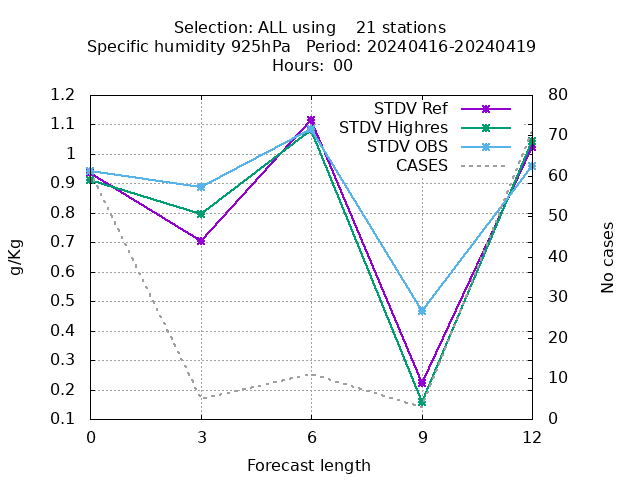 Selection: ALL using    21 stations
Specific humidity 925hPa   Period: 20240416-20240419
Hours:  00
STDV Ref
STDV Highres
STDV OBS
CASES
1.2
1.1
1
0.9
0.8
0.7
0.6
0.5
0.4
0.3
0.2
0.1
g/Kg
80
70
60
50
40
30
20
10
0
No cases
0 3 6 9 12
Forecast length